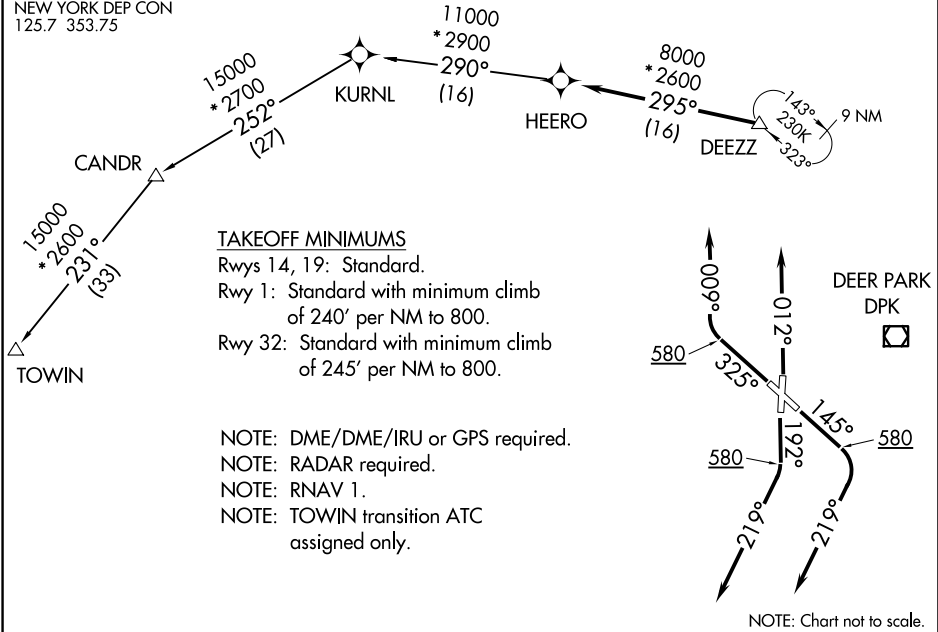 NEW YORK DEP CON
125.7 353.75
11000
*2900
290°
(16)
8000
*2600
295°
(16)
15000
*2700
252°
(27)
KURNL
HEERO
DEEZZ
143°
230K
323°
9 NM
CANDR
15000
*2600
231°
(33)
TOWIN
TAKEOFF MINIMUMS
Rwys 14, 19: Standard.
Rwy 1: Standard with minimum climb
of 240' per NM to 800.
Rwy 32: Standard with minimum climb
of 245' per NM to 800.
NOTE: DME/DME/IRU or GPS required.
NOTE: RADAR required.
NOTE: RNAV 1.
NOTE: TOWIN transition ATC
assigned only.
009°
012°
DEER PARK
DPK
580
325°
145°
580
192°
580
219°
219°
NOTE: Chart not to scale.